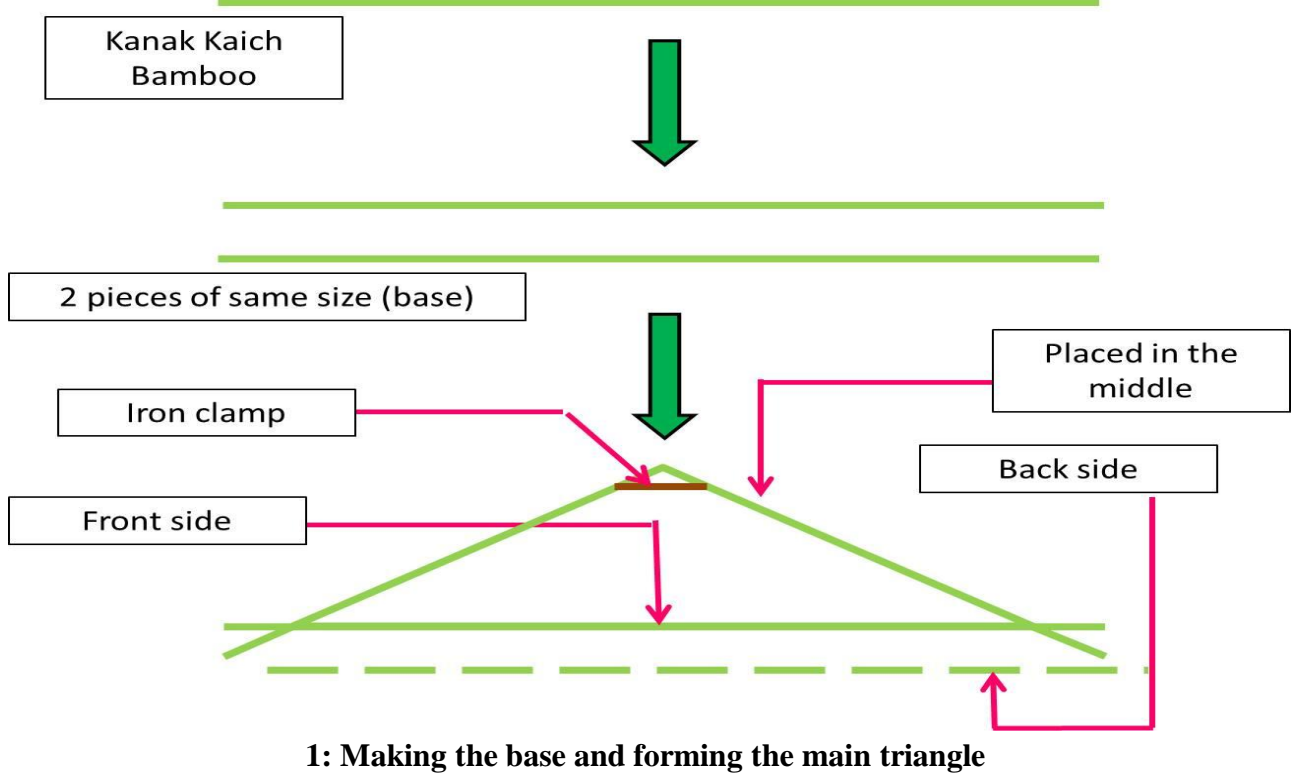 Kanak Kaich
Bamboo
2 pieces of same size (base)
Placed in the
middle
Iron clamp
Back side
Front side
1: Making the base and forming the main triangle